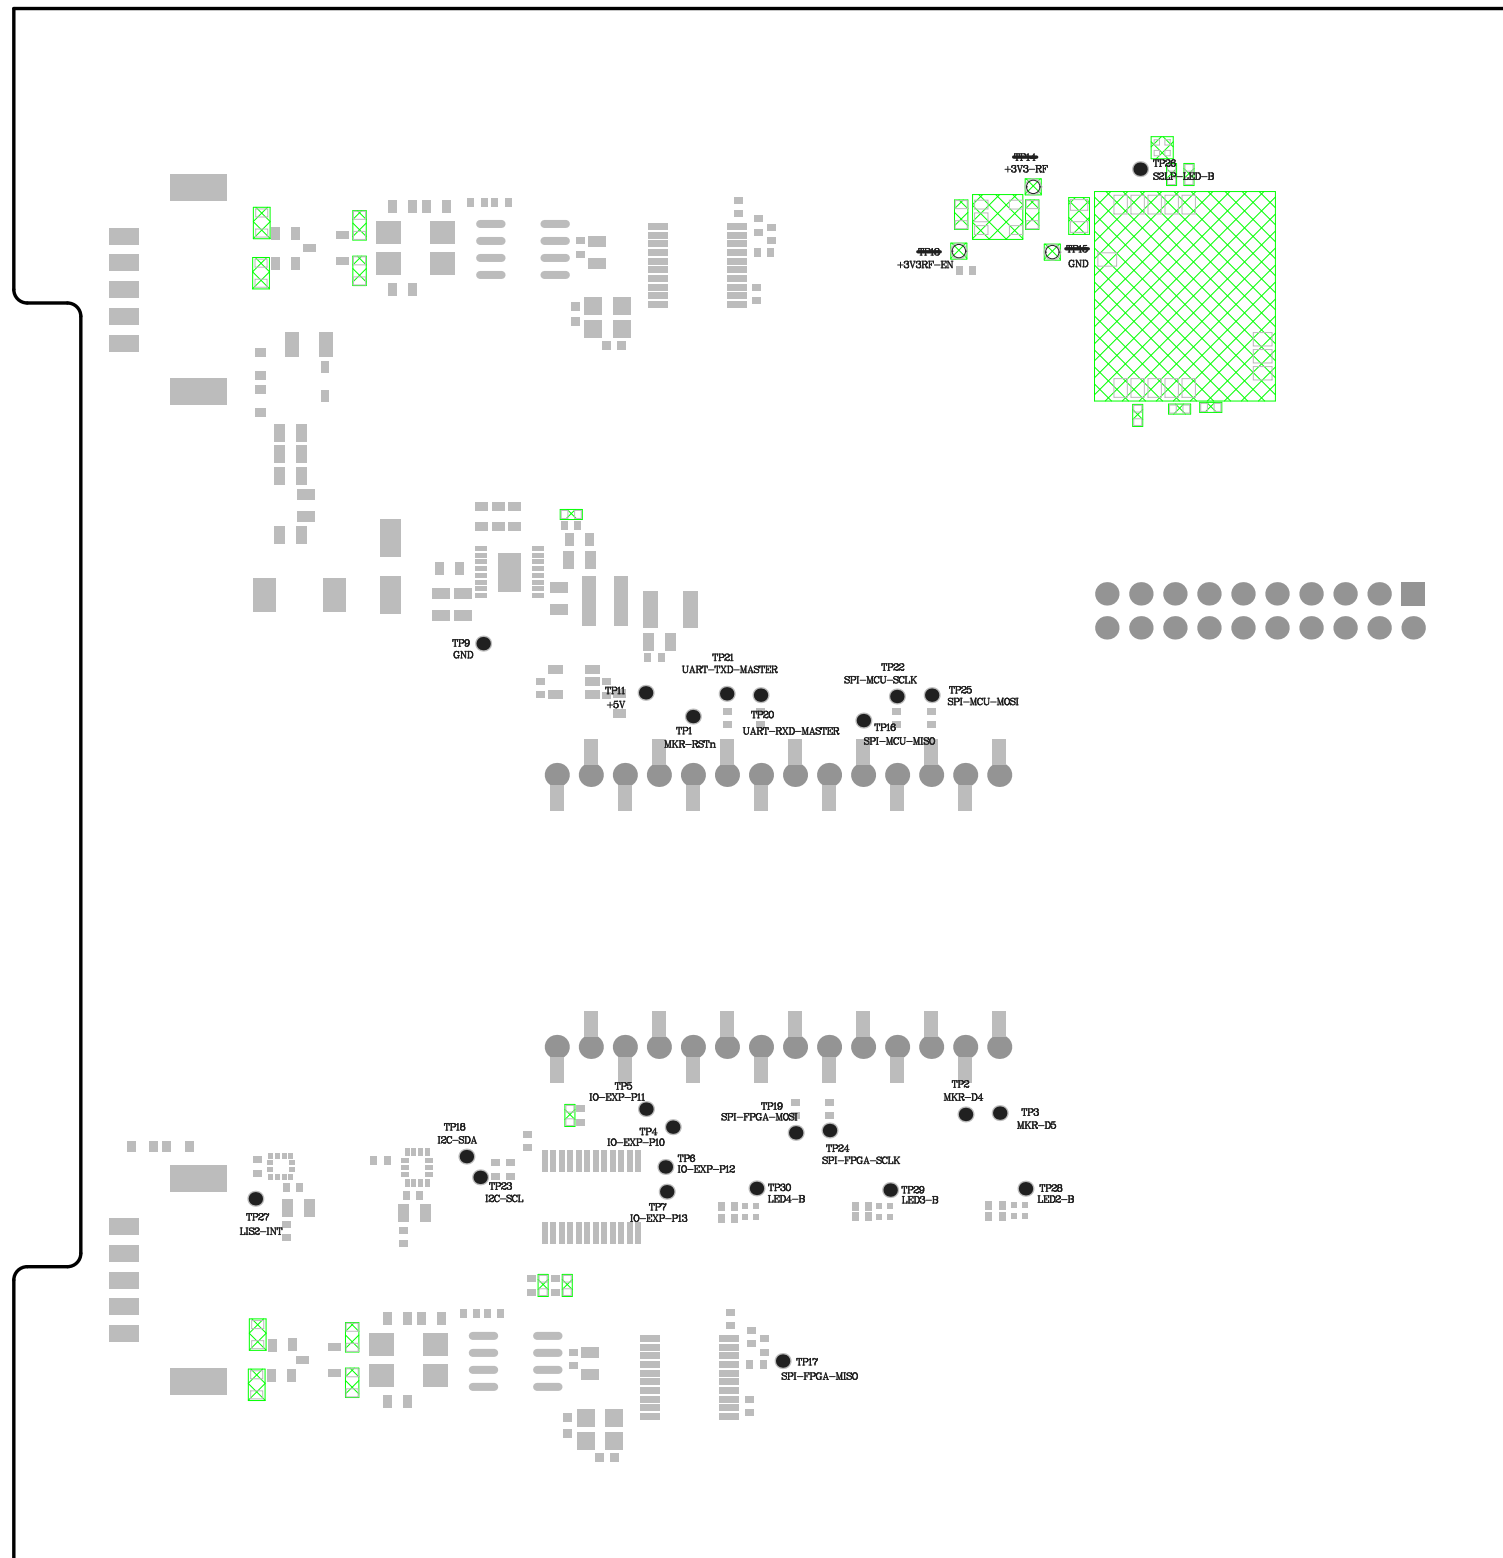 TP14
+3V3-RF
TP26
S2LP-LED-B
+3V3RF-EN
TP15
GND
TP9
GND
TP11
+5V
TP21
UART-TXD-MASTER
TP1
MKR-RSTn
TP20
UART-RXD-MASTER
TP22
SPI-MCU-SCLK
TP25
SPI-MCU-MOSI
TP16
SPI-MCU-MISO
TP5
IO-EXP-P11
TP4
IO-EXP-P10
TP19
SPI-FPGA-MOSI
TP24
SPI-FPGA-SCLK
TP2
MKR-D4
TP3
MKR-D5
TP18
I2C-SDA
TP23
I2C-SCL
TP6
IO-EXP-P12
TP7
IO-EXP-P13
TP30
LED4-B
TP29
LED3-B
TP28
LED2-B
TP27
LIS2-INT
TP17
SPI-FPGA-MISO